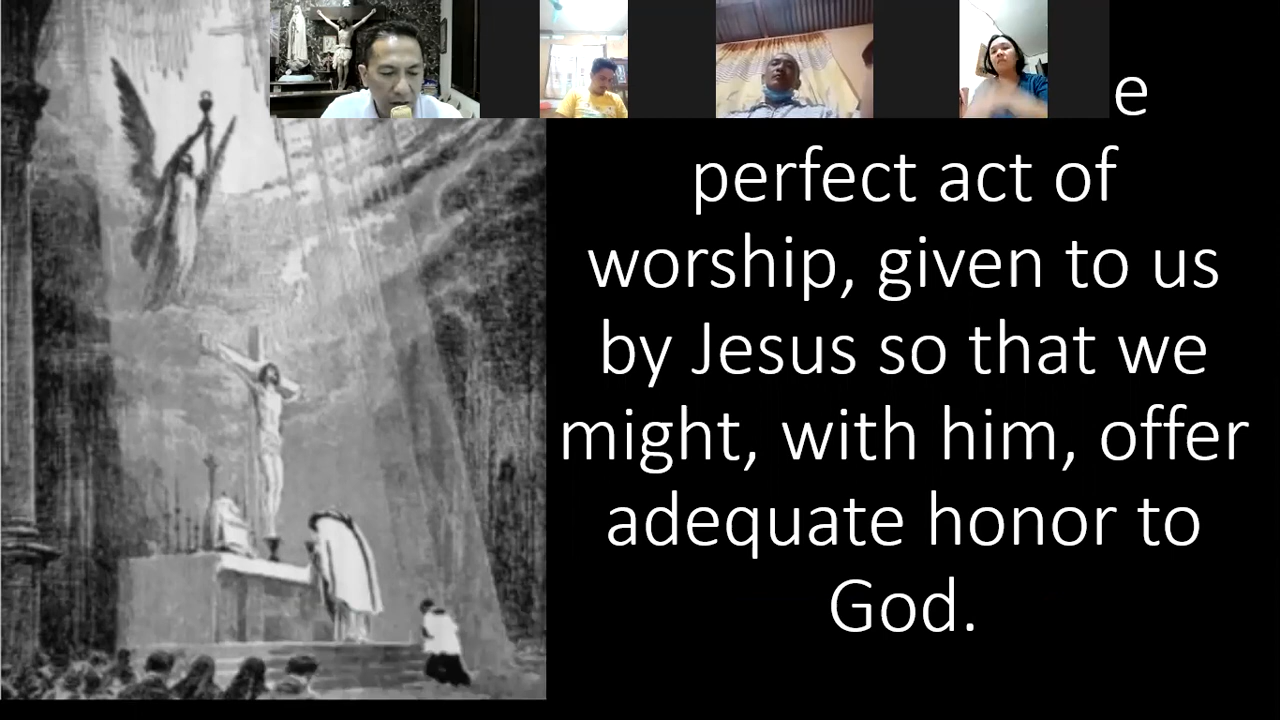 e
perfect act of
worship, given to us
by Jesus so that we
might, with him, offer
adequate honor to
God.